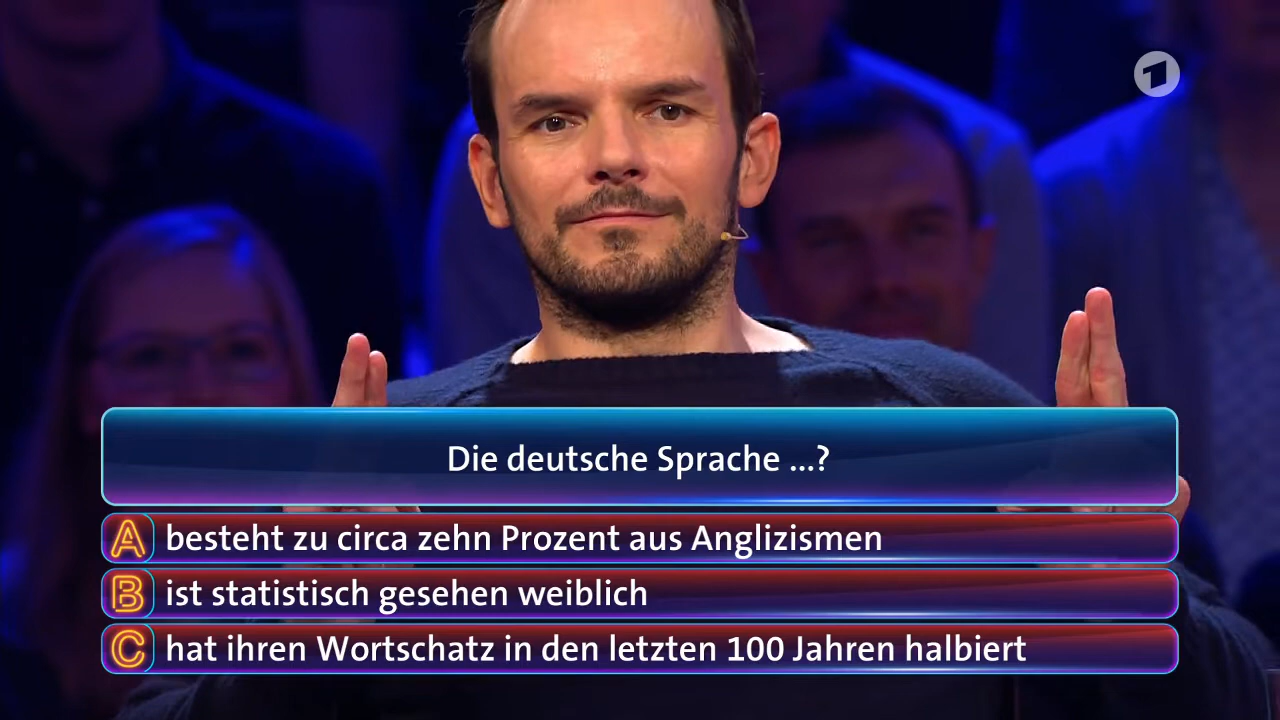 1
Die deutsche Sprache ...?
A besteht zu circa zehn Prozent aus Anglizismen
B ist statistisch gesehen weiblich
C hat ihren Wortschatz in den letzten 100 Jahren halbiert